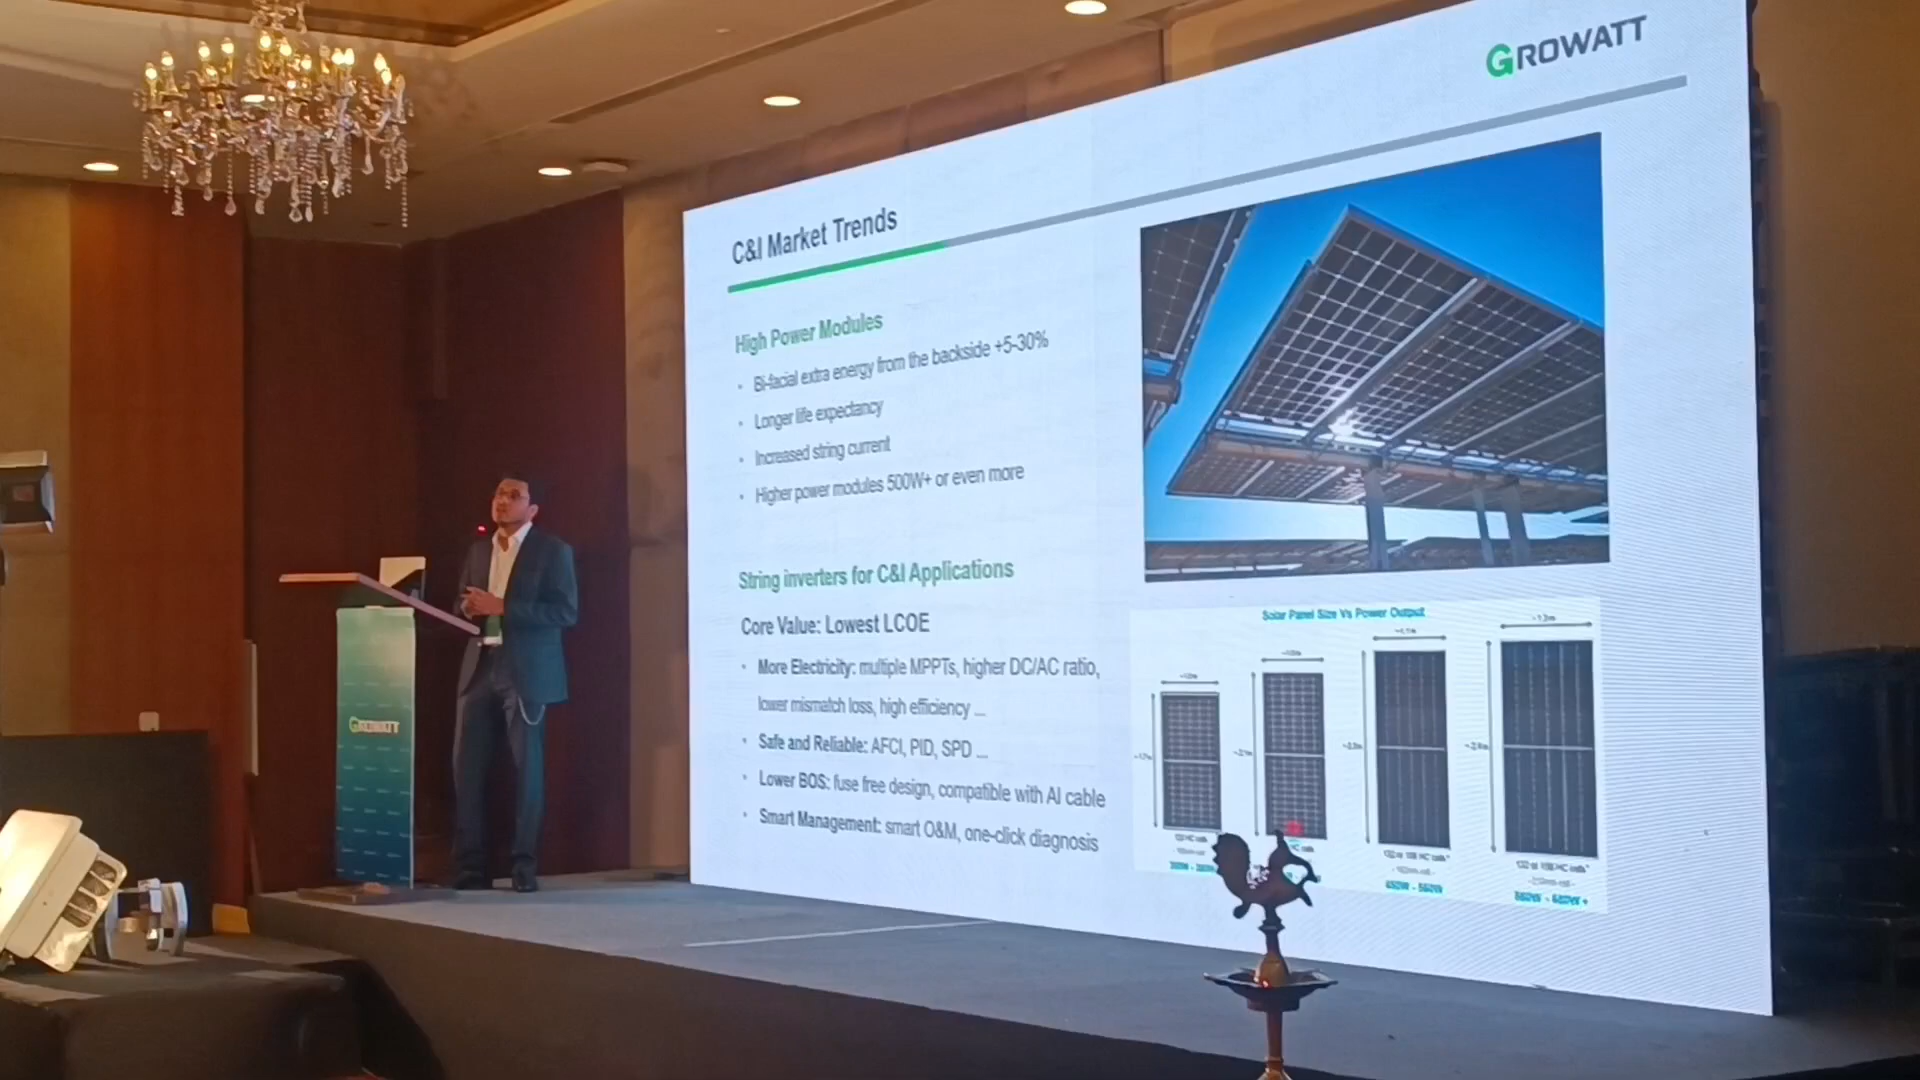 GROWATT
C&I Market Trends
High Power Modules
• Bi-facial extra energy from the backside +5-30%
• Longer life expectancy
• Increased string current
• Higher power modules 500W+ or even more
String inverters for C&I Applications
Core Value: Lowest LCOE
• More Electricity: multiple MPPTs, higher DC/AC ratio,
lower mismatch loss, high efficiency ...
• Safe and Reliable: AFCI, PID, SPD ...
• Lower BOS: fuse free design, compatible with Al cable
• Smart Management: smart O&M, one-click diagnosis
Solar Panel Size Vs Power Output
GROWATT